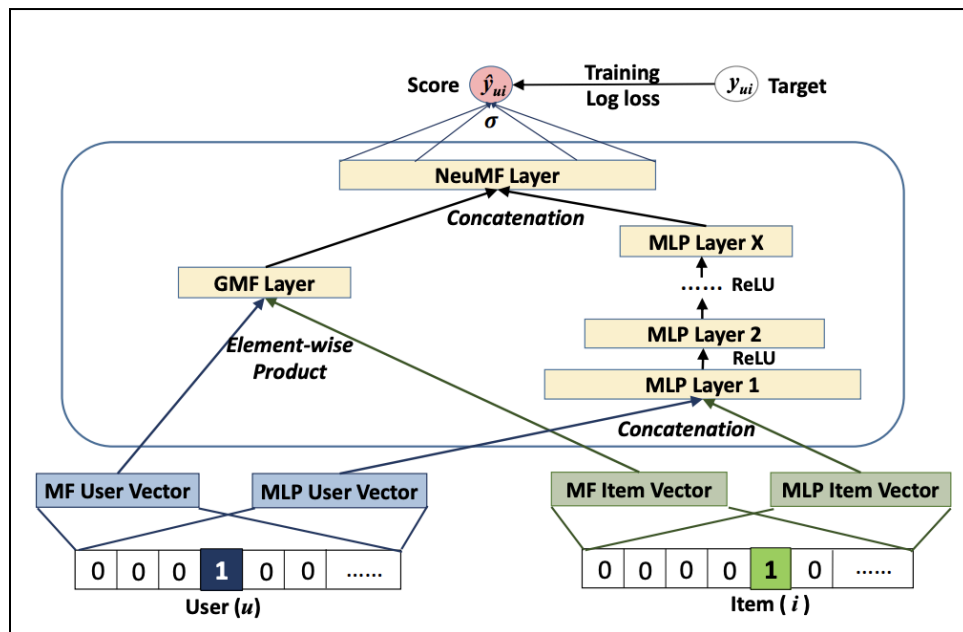 Score ŷui Training yui Target
Log loss
σ
NeuMF Layer
Concatenation
MLP Layer X
GMF Layer
...... ReLU
MLP Layer 2
Element-wise
Product
ReLU
MLP Layer 1
Concatenation
MF User Vector MLP User Vector MF Item Vector MLP Item Vector
0 0 0 1 0 0 ...... 0 0 0 0 1 0 ......
User (u) Item ( i )